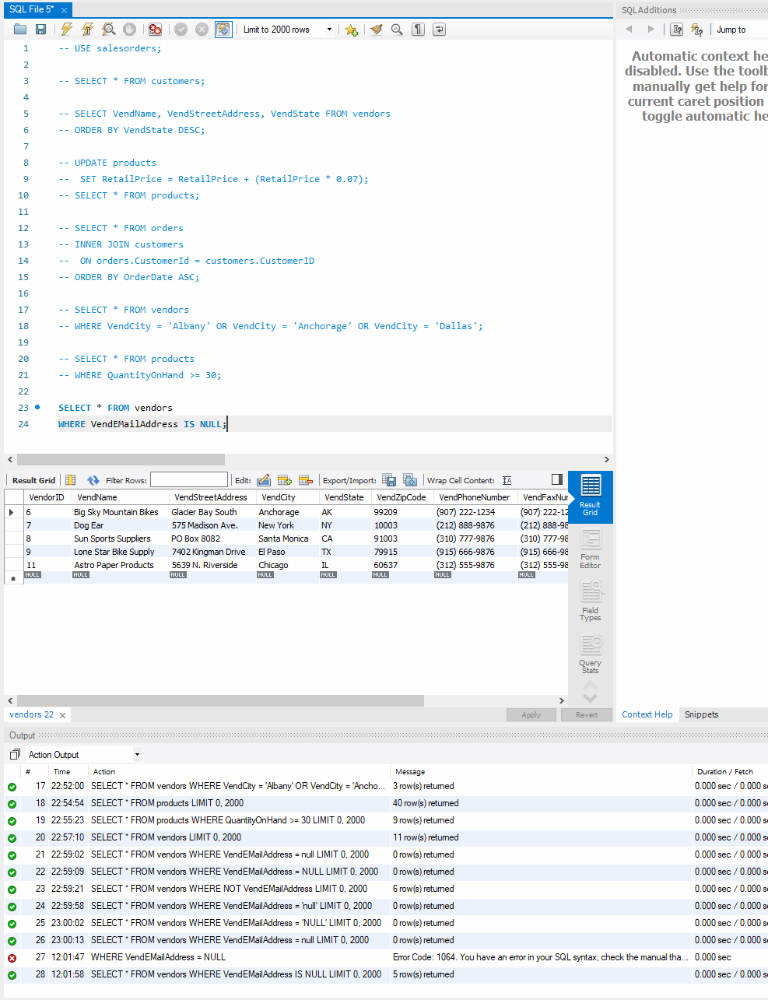 SQL File 5*
SQLAdditions
Limit to 2000 rows
Jump to
1 -- USE salesorders;
2
3 -- SELECT * FROM customers;
4
5 -- SELECT VendName, VendStreetAddress, VendState FROM vendors
6 -- ORDER BY VendState DESC;
7
8 -- UPDATE products
9 --  SET RetailPrice = RetailPrice + (RetailPrice * 0.07);
10 -- SELECT * FROM products;
11
12 -- SELECT * FROM orders
13 -- INNER JOIN customers
14 --  ON orders.CustomerId = customers.CustomerID
15 -- ORDER BY OrderDate ASC;
16
17 -- SELECT * FROM vendors
18 -- WHERE VendCity = 'Albany' OR VendCity = 'Anchorage' OR VendCity = 'Dallas';
19
20 -- SELECT * FROM products
21 -- WHERE QuantityOnHand >= 30;
22
23 SELECT * FROM vendors
24 WHERE VendEMailAddress IS NULL;
Automatic context he
disabled. Use the toolb
manually get help for
current caret position
toggle automatic he
Result Grid Filter Rows: Edit: Export/Import: Wrap Cell Content:
VendorID VendName VendStreetAddress VendCity VendState VendZipCode VendPhoneNumber VendFaxNur
6 Big Sky Mountain Bikes Glacier Bay South Anchorage AK 99209 (907) 222-1234 (907) 222-12
7 Dog Ear 575 Madison Ave. New York NY 10003 (212) 888-9876 (212) 888-98
8 Sun Sports Suppliers PO Box 8082 Santa Monica CA 91003 (310) 777-9876 (310) 777-98
9 Lone Star Bike Supply 7402 Kingman Drive El Paso TX 79915 (915) 666-9876 (915) 666-98
11 Astro Paper Products 5639 N. Riverside Chicago IL 60637 (312) 555-9876 (312) 555-98
NULL NULL NULL NULL NULL NULL NULL NULL
Result
Grid
Form
Editor
Field
Types
Query
Stats
vendors 22
Apply Revert
Context Help Snippets
Output
Action Output
# Time Action Message Duration / Fetch
17 22:52:00 SELECT * FROM vendors WHERE VendCity = 'Albany' OR VendCity = 'Ancho... 3 row(s) returned 0.000 sec / 0.000 se
18 22:54:54 SELECT * FROM products LIMIT 0, 2000 40 row(s) returned 0.000 sec / 0.000 se
19 22:55:23 SELECT * FROM products WHERE QuantityOnHand >= 30 LIMIT 0, 2000 9 row(s) returned 0.000 sec / 0.000 se
20 22:57:10 SELECT * FROM vendors LIMIT 0, 2000 11 row(s) returned 0.000 sec / 0.000 se
21 22:59:02 SELECT * FROM vendors WHERE VendEMailAddress = null LIMIT 0, 2000 0 row(s) returned 0.000 sec / 0.000 se
22 22:59:09 SELECT * FROM vendors WHERE VendEMailAddress = NULL LIMIT 0, 2000 0 row(s) returned 0.000 sec / 0.000 se
23 22:59:21 SELECT * FROM vendors WHERE NOT VendEMailAddress LIMIT 0, 2000 6 row(s) returned 0.000 sec / 0.000 se
24 22:59:58 SELECT * FROM vendors WHERE VendEMailAddress = 'null' LIMIT 0, 2000 0 row(s) returned 0.000 sec / 0.000 se
25 23:00:02 SELECT * FROM vendors WHERE VendEMailAddress = 'NULL' LIMIT 0, 2000 0 row(s) returned 0.000 sec / 0.000 se
26 23:00:13 SELECT * FROM vendors WHERE VendEMailAddress = null LIMIT 0, 2000 0 row(s) returned 0.000 sec / 0.000 se
27 12:01:47 WHERE VendEMailAddress = NULL Error Code: 1064. You have an error in your SQL syntax; check the manual tha... 0.000 sec
28 12:01:58 SELECT * FROM vendors WHERE VendEMailAddress IS NULL LIMIT 0, 2000 5 row(s) returned 0.000 sec / 0.000 se